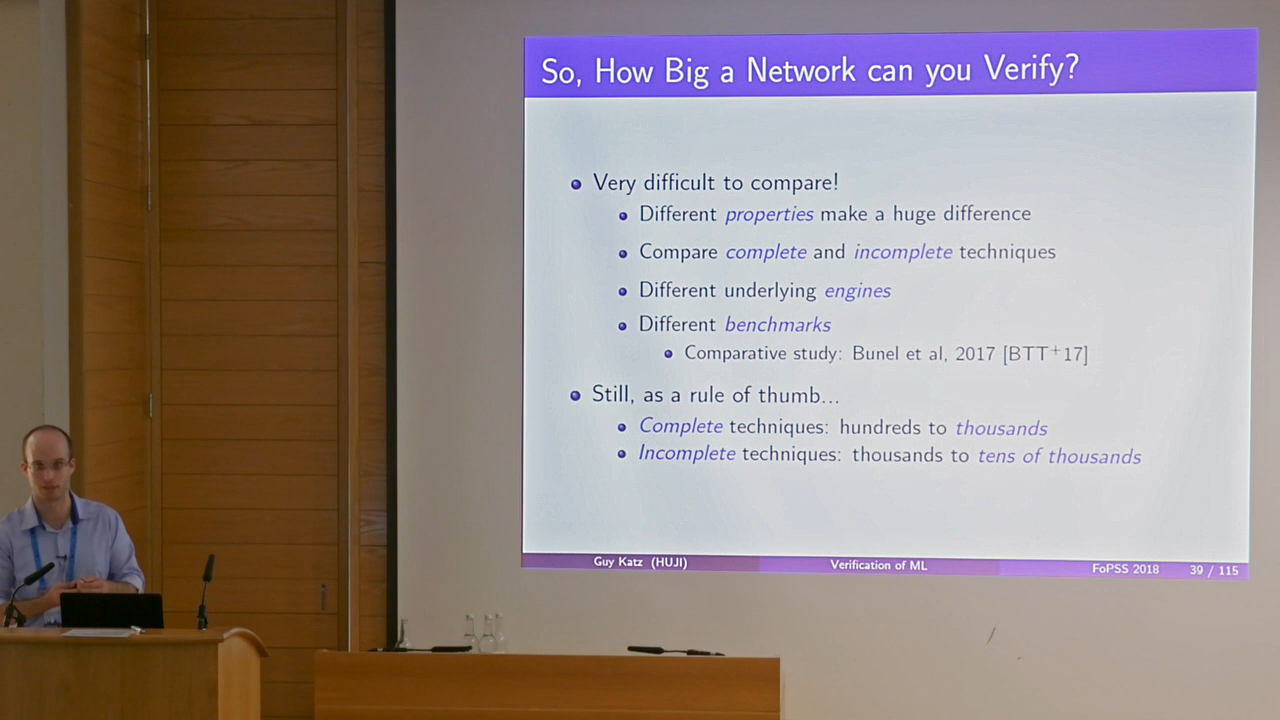 So, How Big a Network can you Verify?
Very difficult to compare!
Different properties make a huge difference
Compare complete and incomplete techniques
Different underlying engines
Different benchmarks
Comparative study: Bunel et al, 2017 [BTT+17]
Still, as a rule of thumb...
Complete techniques: hundreds to thousands
Incomplete techniques: thousands to tens of thousands
Guy Katz (HUJI) Verification of ML FoPSS 2018 39 / 115